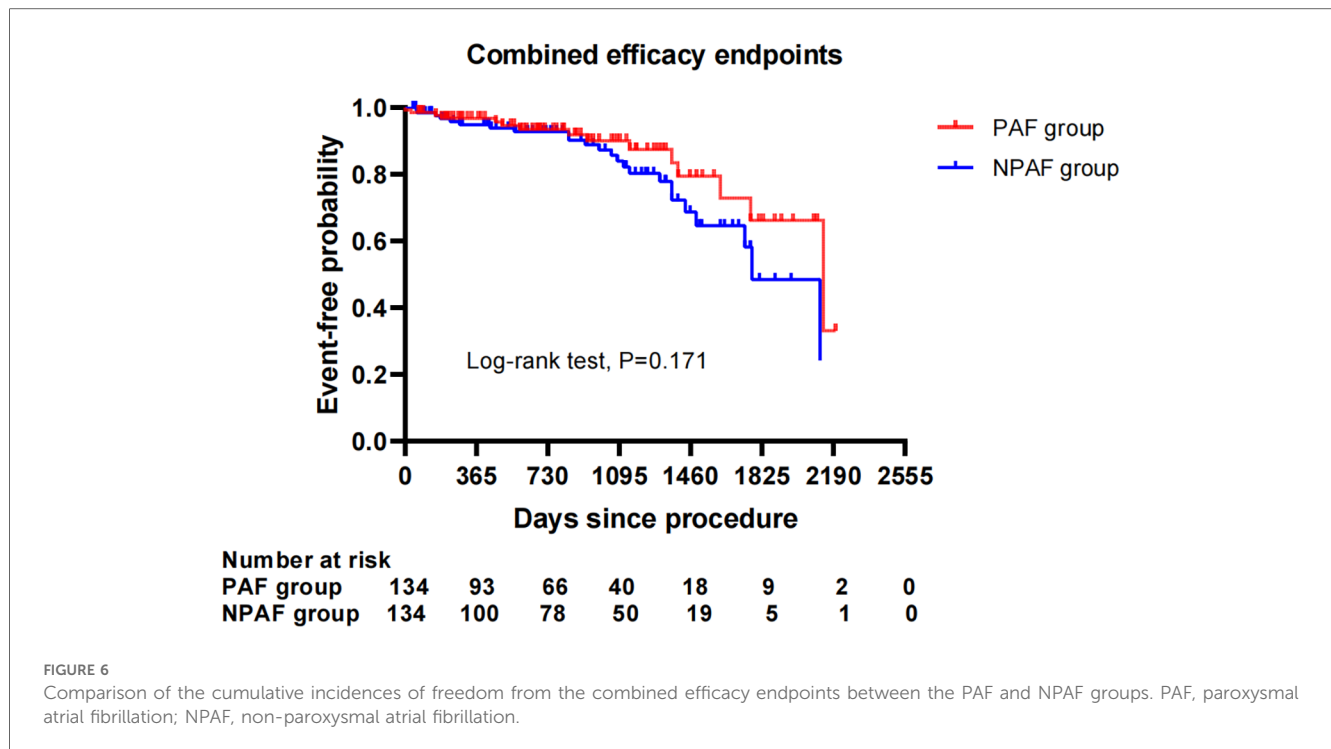 Combined efficacy endpoints
PAF group
NPAF group
Event-free probability
1.0
0.8
0.6
0.4
0.2
0.0
Log-rank test, P=0.171
0 365 730 1095 1460 1825 2190 2555
Days since procedure
Number at risk
PAF group 134 93 66 40 18 9 2 0
NPAF group 134 100 78 50 19 5 1 0
FIGURE 6
Comparison of the cumulative incidences of freedom from the combined efficacy endpoints between the PAF and NPAF groups. PAF, paroxysmal
atrial fibrillation; NPAF, non-paroxysmal atrial fibrillation.